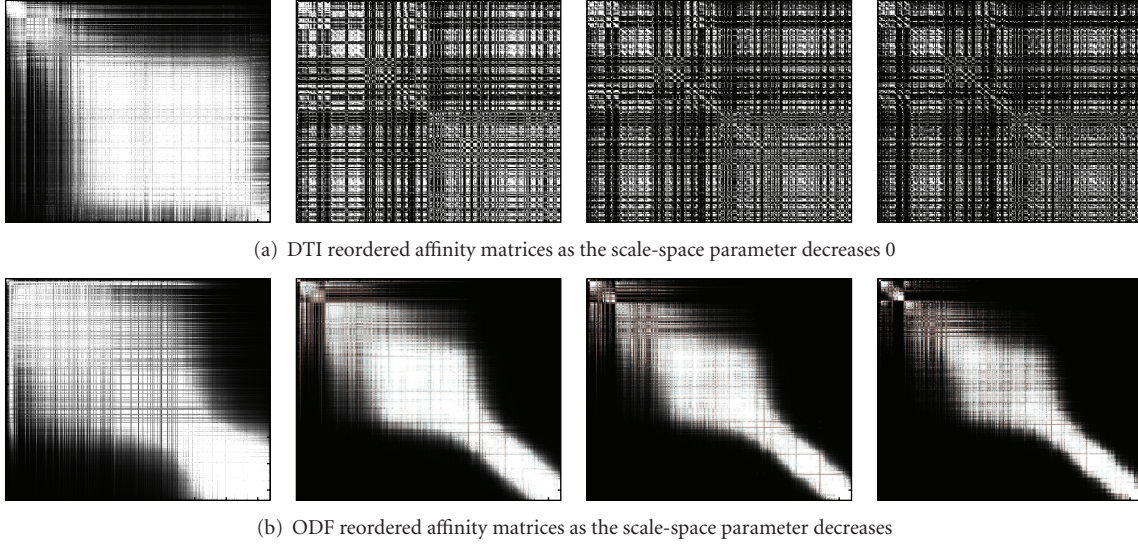 (a) DTI reordered affinity matrices as the scale-space parameter decreases 0
(b) ODF reordered affinity matrices as the scale-space parameter decreases